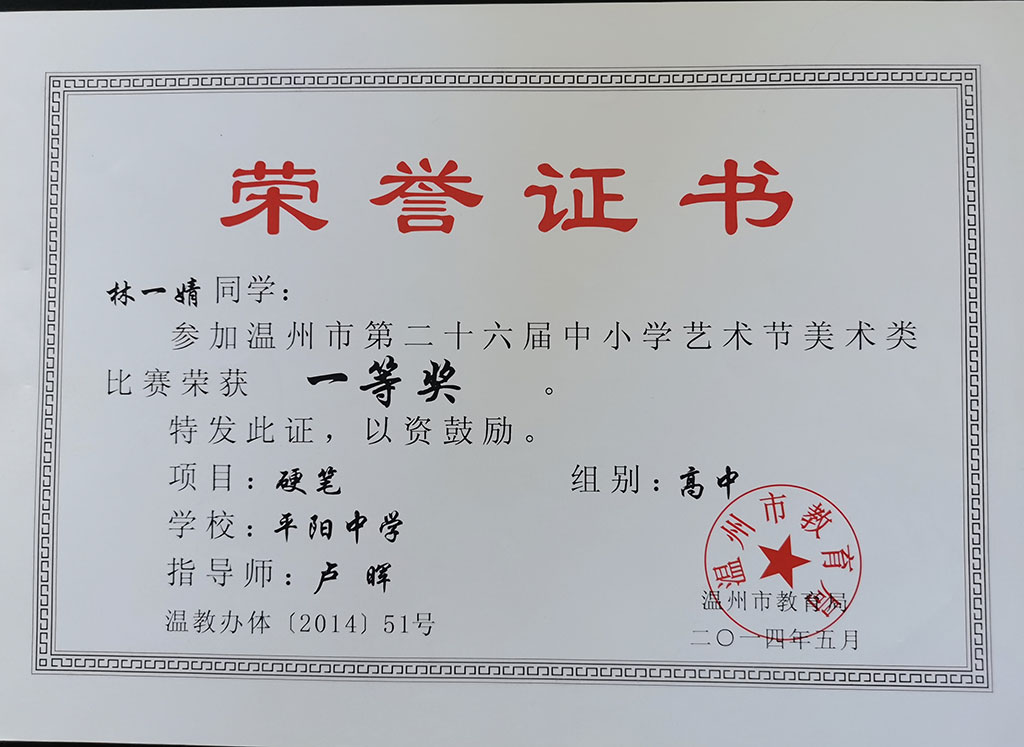 荣誉证书
林一婧 同学：
参加温州市第二十六届中小学艺术节美术类
比赛荣获 一等奖 。
特发此证，以资鼓励。
项目：硬笔 组别：高中
学校：平阳中学
指导师：卢 晖
温教办体〔2014〕51号
温州市教育局
温州市教育局
二〇一四年五月